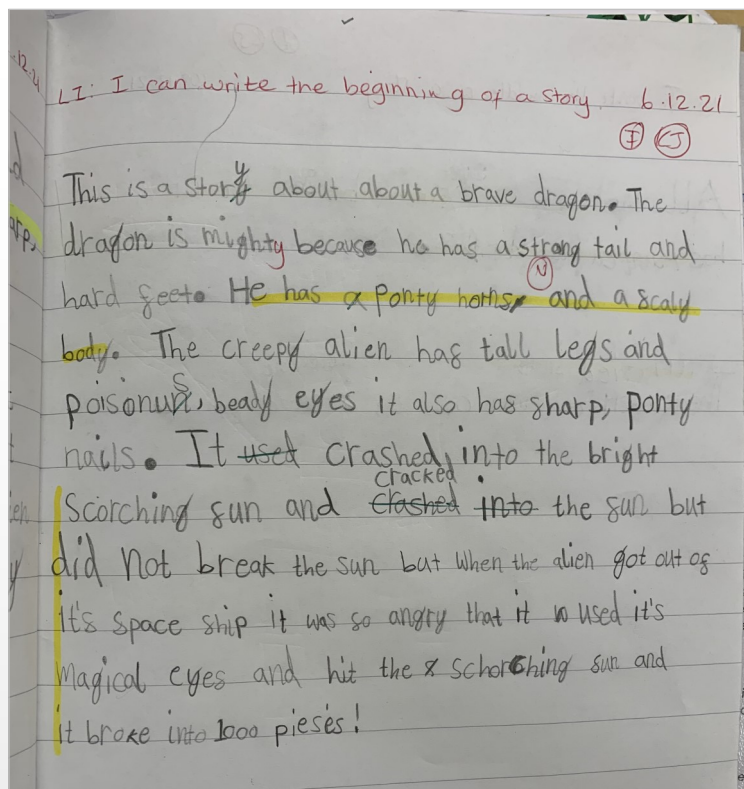 12.21
LI: I can write the beginning of a story 6.12.21
I CJ
This is a story about about a brave dragon. The
dragon is mighty because he has a strong tail and
hard feet. He has a ponty horns, and a scaly
N
body. The creepy alien has tall legs and
poisonus, beady eyes it also has sharp, ponty
nails. It used crashed into the bright
cracked
Scorching sun and crashed into the sun but
did not break the sun but when the alien got out of
it's space ship it was so angry that it used it's
magical eyes and hit the schorching sun and
it broke into 1000 pieses!